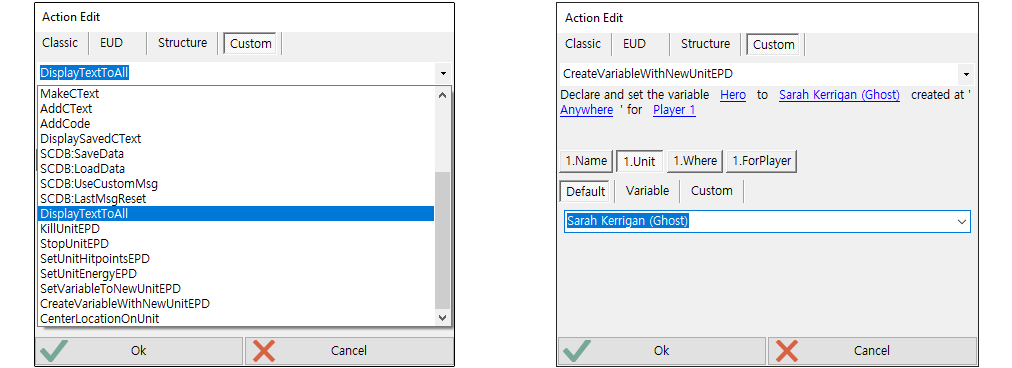 Action Edit
Classic EUD Structure Custom
DisplayTextToAll
MakeCText
AddCText
AddCode
DisplaySavedCText
SCDB:SaveData
SCDB:LoadData
SCDB:UseCustomMsg
SCDB:LastMsgReset
DisplayTextToAll
KillUnitEPD
StopUnitEPD
SetUnitHitpointsEPD
SetUnitEnergyEPD
SetVariableToNewUnitEPD
CreateVariableWithNewUnitEPD
CenterLocationOnUnit
Ok Cancel
Action Edit
Classic EUD Structure Custom
CreateVariableWithNewUnitEPD
Declare and set the variable Hero to Sarah Kerrigan (Ghost) created at '
Anywhere ' for Player 1
1.Name 1.Unit 1.Where 1.ForPlayer
Default Variable Custom
Sarah Kerrigan (Ghost)
Ok Cancel